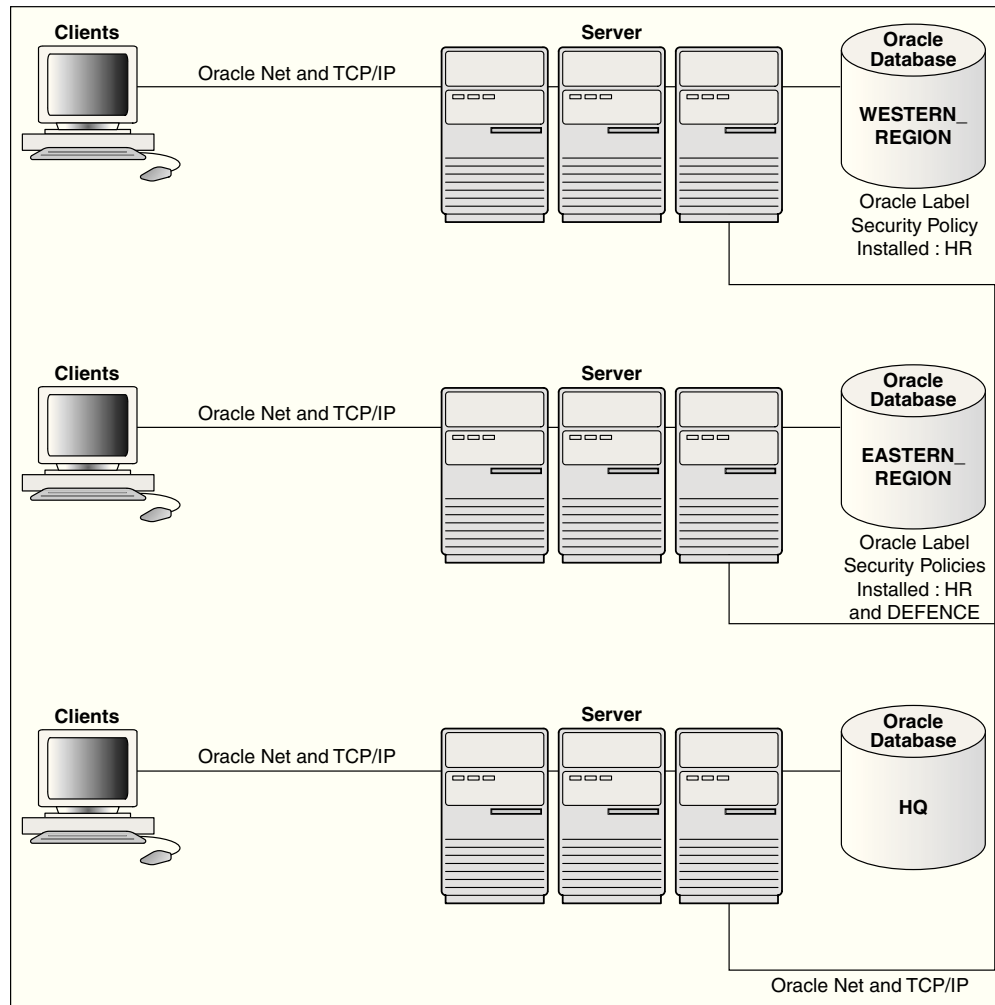 Clients
Server
Oracle Net and TCP/IP
Oracle
Database
WESTERN_
REGION
Oracle Label
Security Policy
Installed : HR
Clients
Server
Oracle Net and TCP/IP
Oracle
Database
EASTERN_
REGION
Oracle Label
Security Policies
Installed : HR
and DEFENCE
Clients
Server
Oracle Net and TCP/IP
Oracle
Database
HQ
Oracle Net and TCP/IP